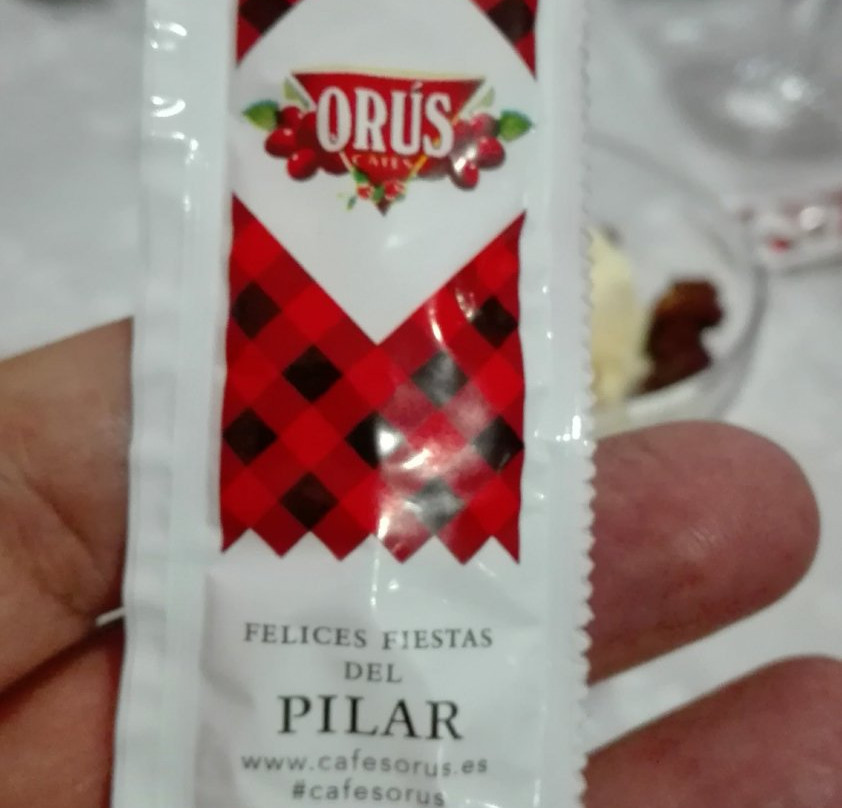 ORÚS
CAFÉS
FELICES FIESTAS
DEL
PILAR
www.cafesorus.es
#cafesorus